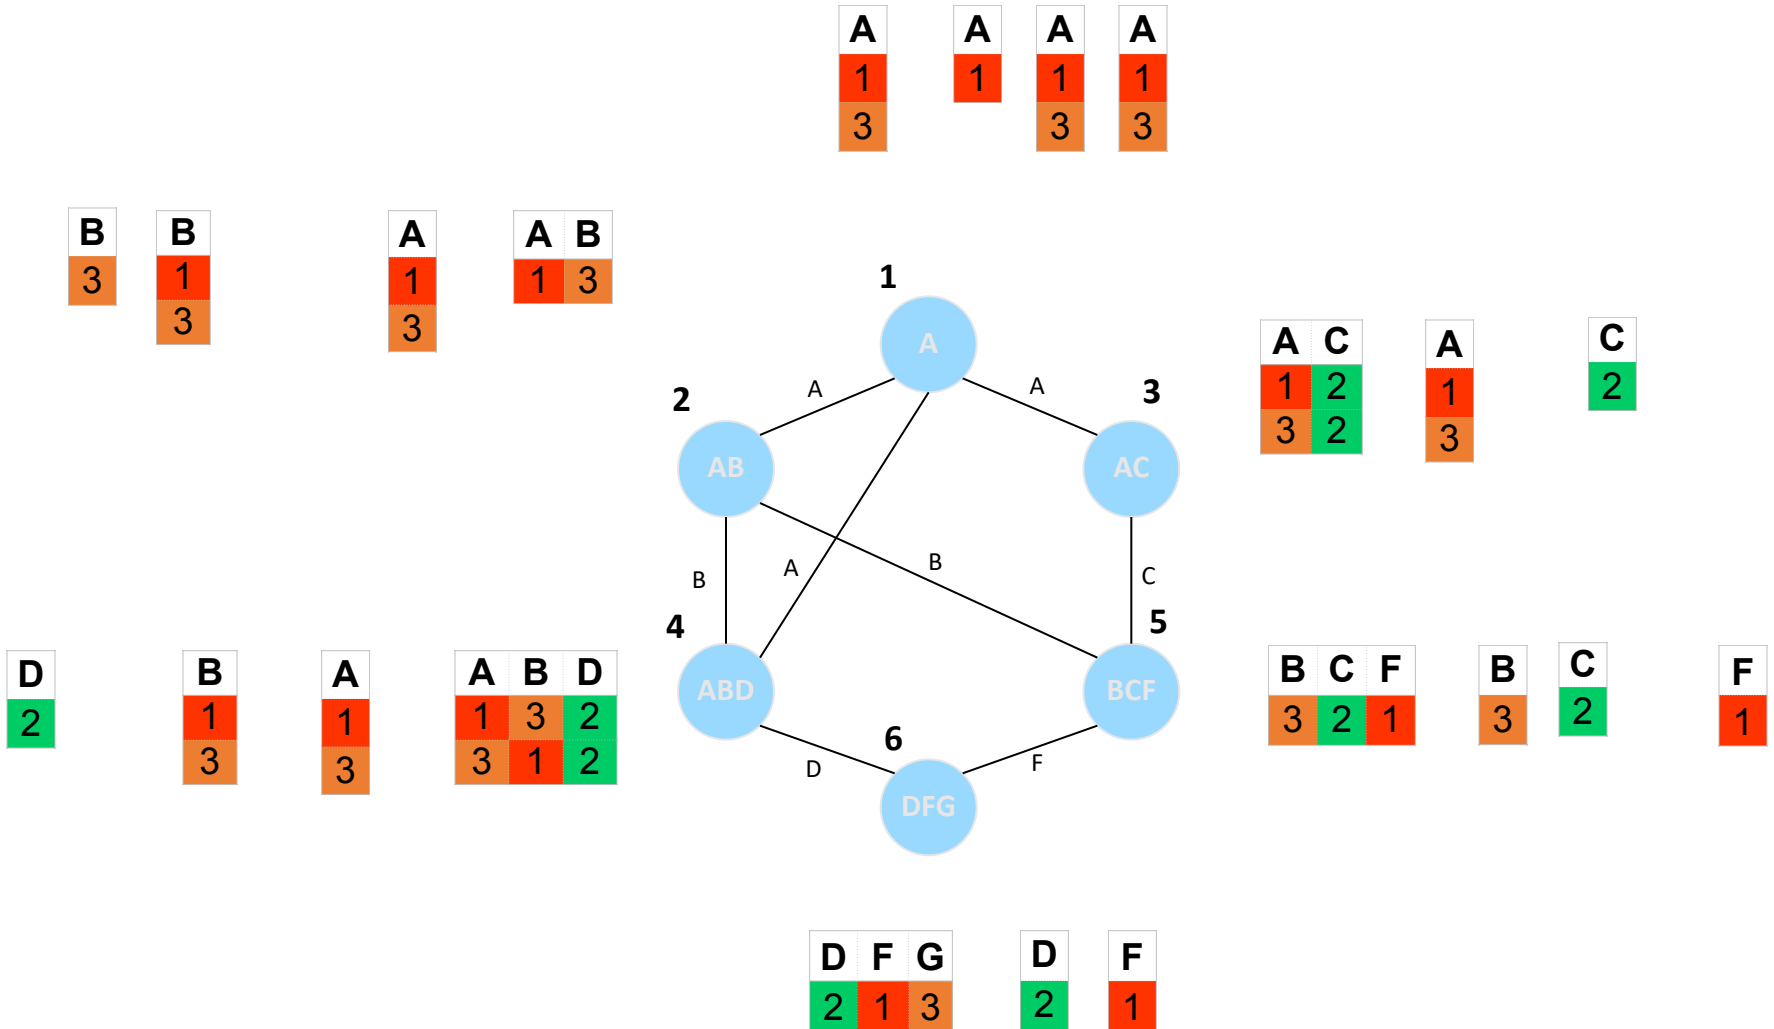 A A A A
1 1 1 1
3 3 3
B B A A B
3 1 1 1 3
3 3
1
A
2 A A 3
AB AC
A C A C
1 2 1 2
3 2 3
B A B C
4 5
ABD BCF
D B A A B D
2 1 1 1 3 2
3 3 3 1 2
B C F B C F
3 2 1 3 2 1
D 6 F
DFG
D F G D F
2 1 3 2 1